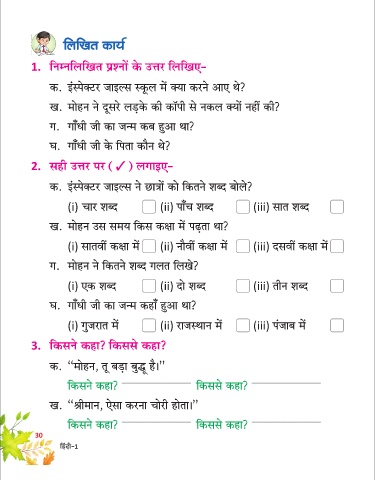 लिखित कार्य
1. निम्नलिखित प्रश्नों के उत्तर लिखिए–
क. इंस्पेक्टर जाइल्स स्कूल में क्या करने आए थे?
ख. मोहन ने दूसरे लड़के की कॉपी से नकल क्यों नहीं की?
ग. गाँधी जी का जन्म कब हुआ था?
घ. गाँधी जी के पिता कौन थे?
2. सही उत्तर पर (✓) लगाइए–
क. इंस्पेक्टर जाइल्स ने छात्रों को कितने शब्द बोले?
(i) चार शब्द (ii) पाँच शब्द (iii) सात शब्द
ख. मोहन उस समय किस कक्षा में पढ़ता था?
(i) सातवीं कक्षा में (ii) नौवीं कक्षा में (iii) दसवीं कक्षा में
ग. मोहन ने कितने शब्द गलत लिखे?
(i) एक शब्द (ii) दो शब्द (iii) तीन शब्द
घ. गाँधी जी का जन्म कहाँ हुआ था?
(i) गुजरात में (ii) राजस्थान में (iii) पंजाब में
3. किसने कहा? किससे कहा?
क. “मोहन, तू बड़ा बुद्धू है।”
किसने कहा? किससे कहा?
ख. “श्रीमान, ऐसा करना चोरी होता।”
किसने कहा? किससे कहा?
30
हिंदी–1